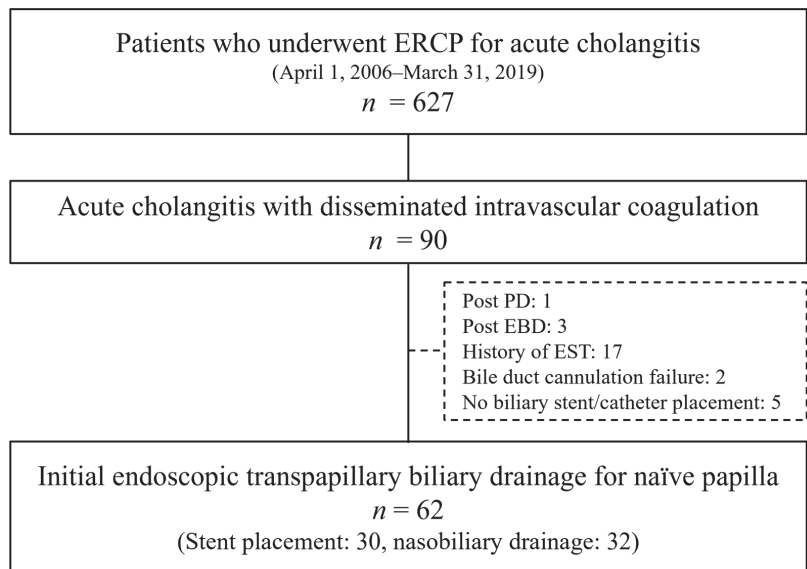 Patients who underwent ERCP for acute cholangitis
(April 1, 2006–March 31, 2019)
n = 627
Acute cholangitis with disseminated intravascular coagulation
n = 90
Post PD: 1
Post EBD: 3
History of EST: 17
Bile duct cannulation failure: 2
No biliary stent/catheter placement: 5
Initial endoscopic transpapillary biliary drainage for naïve papilla
n = 62
(Stent placement: 30, nasobiliary drainage: 32)